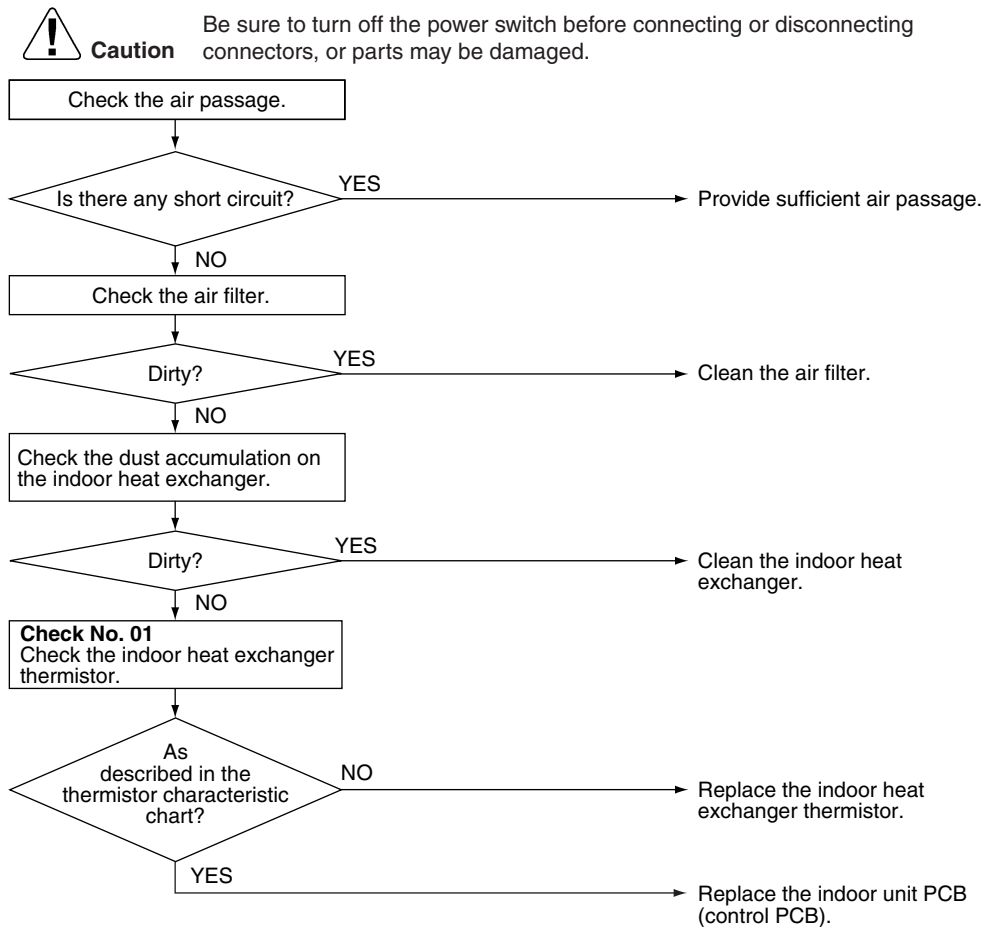 Be sure to turn off the power switch before connecting or disconnecting
Caution connectors, or parts may be damaged.
Check the air passage.
Is there any short circuit?
YES
Provide sufficient air passage.
NO
Check the air filter.
Dirty?
YES
Clean the air filter.
NO
Check the dust accumulation on
the indoor heat exchanger.
Dirty?
YES
Clean the indoor heat
exchanger.
NO
Check No. 01
Check the indoor heat exchanger
thermistor.
As
described in the
thermistor characteristic
chart?
NO
Replace the indoor heat
exchanger thermistor.
YES
Replace the indoor unit PCB
(control PCB).